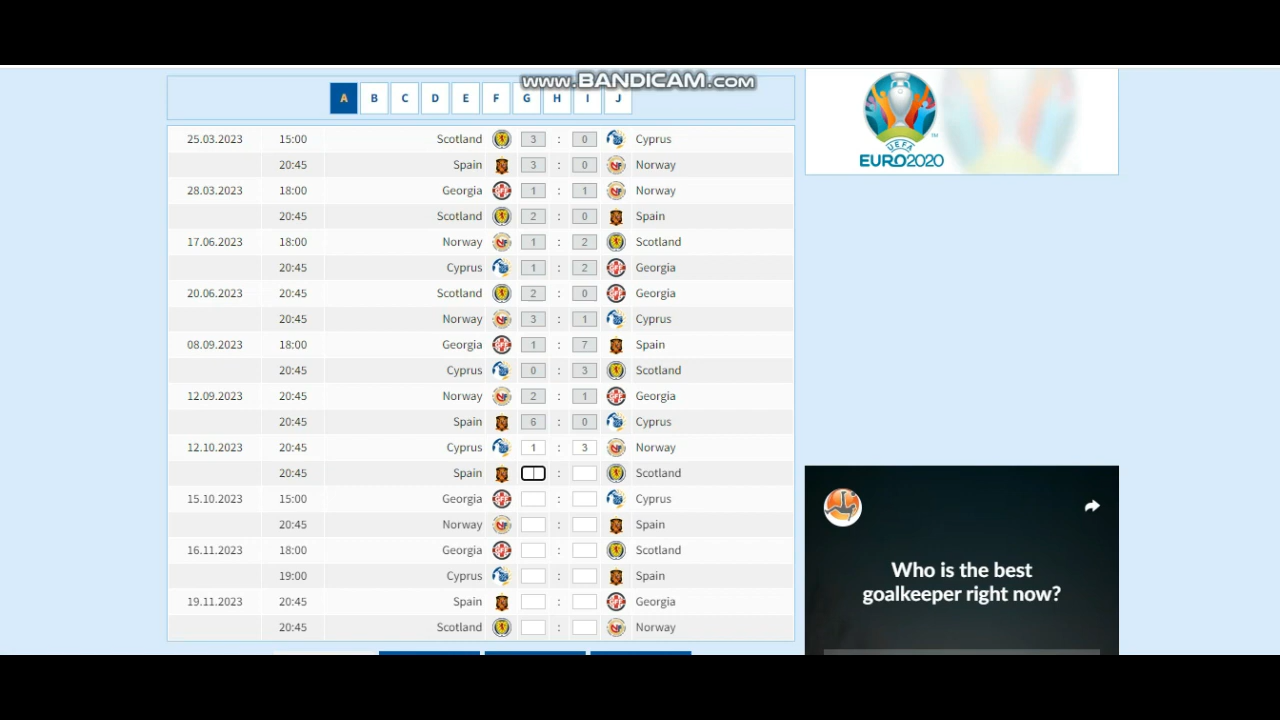 www.BANDICAM.com
A B C D E F G H I J
25.03.2023 15:00 Scotland 3 : 0 Cyprus
20:45 Spain 3 : 0 Norway
28.03.2023 18:00 Georgia 1 : 1 Norway
20:45 Scotland 2 : 0 Spain
17.06.2023 18:00 Norway 1 : 2 Scotland
20:45 Cyprus 1 : 2 Georgia
20.06.2023 20:45 Scotland 2 : 0 Georgia
20:45 Norway 3 : 1 Cyprus
08.09.2023 18:00 Georgia 1 : 7 Spain
20:45 Cyprus 0 : 3 Scotland
12.09.2023 20:45 Norway 2 : 1 Georgia
20:45 Spain 6 : 0 Cyprus
12.10.2023 20:45 Cyprus 1 : 3 Norway
20:45 Spain : Scotland
15.10.2023 15:00 Georgia : Cyprus
20:45 Norway : Spain
16.11.2023 18:00 Georgia : Scotland
19:00 Cyprus : Spain
19.11.2023 20:45 Spain : Georgia
20:45 Scotland : Norway
UEFA
EURO2020
Who is the best
goalkeeper right now?